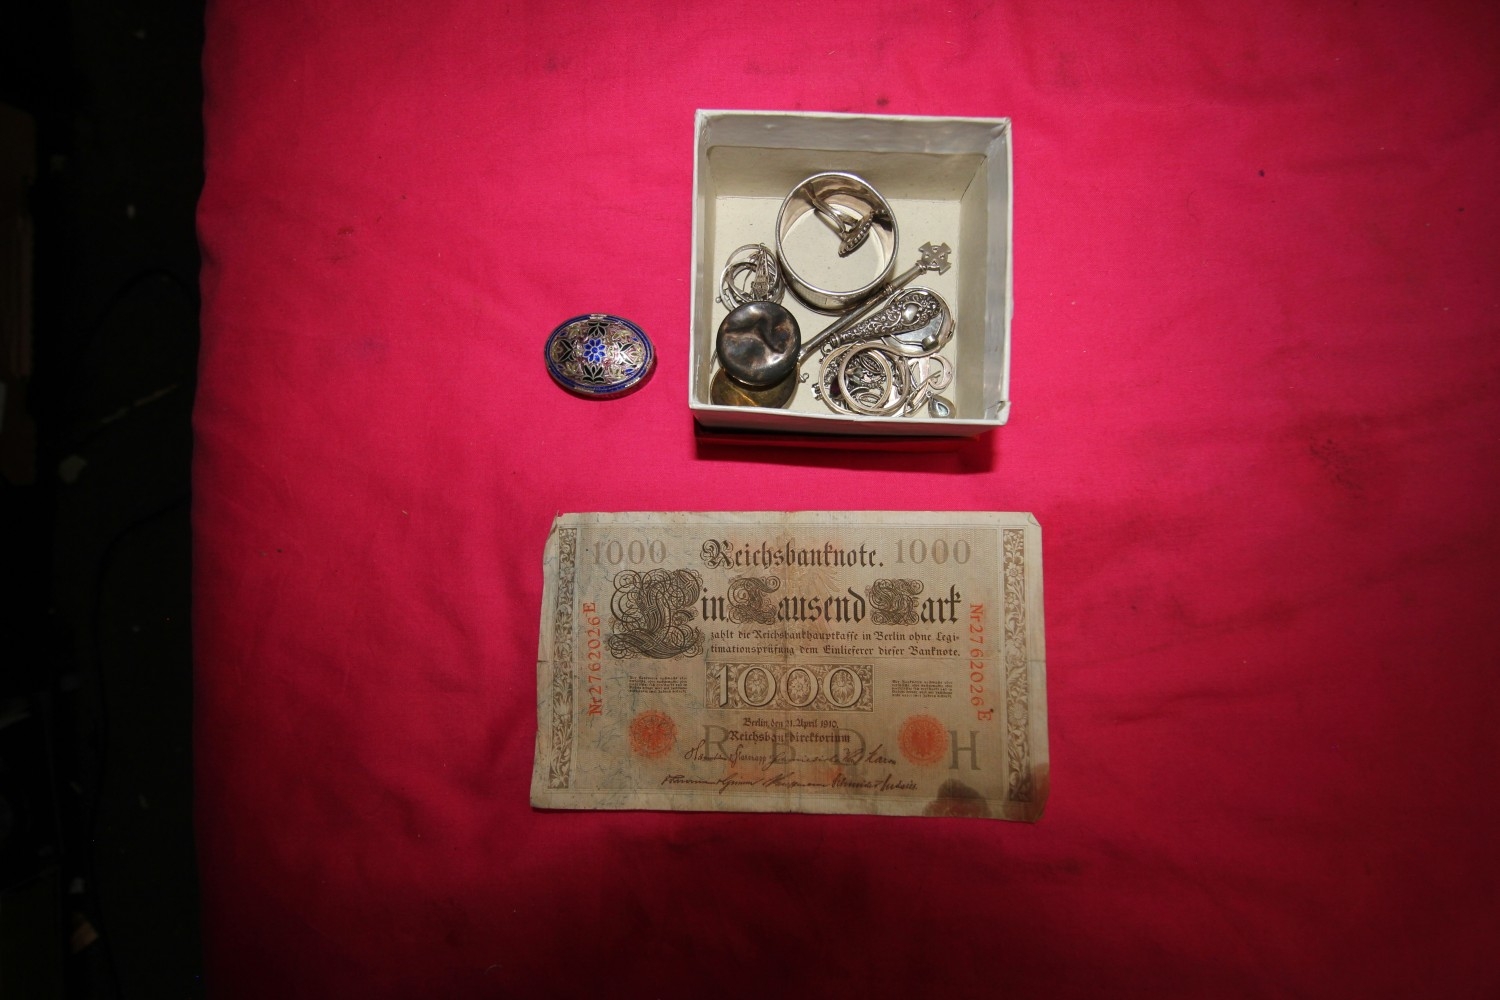 1000 Reichsbanknote. 1000
Ein Tausend Mark
zahlt die Reichsbankhauptkasse in Berlin ohne Legi-
timationsprüfung dem Einlieferer dieser Banknote.
Nr2762026E
Nr2762026E
1000
Berlin, den 21. April 1910.
Reichsbankdirektorium
R B D H